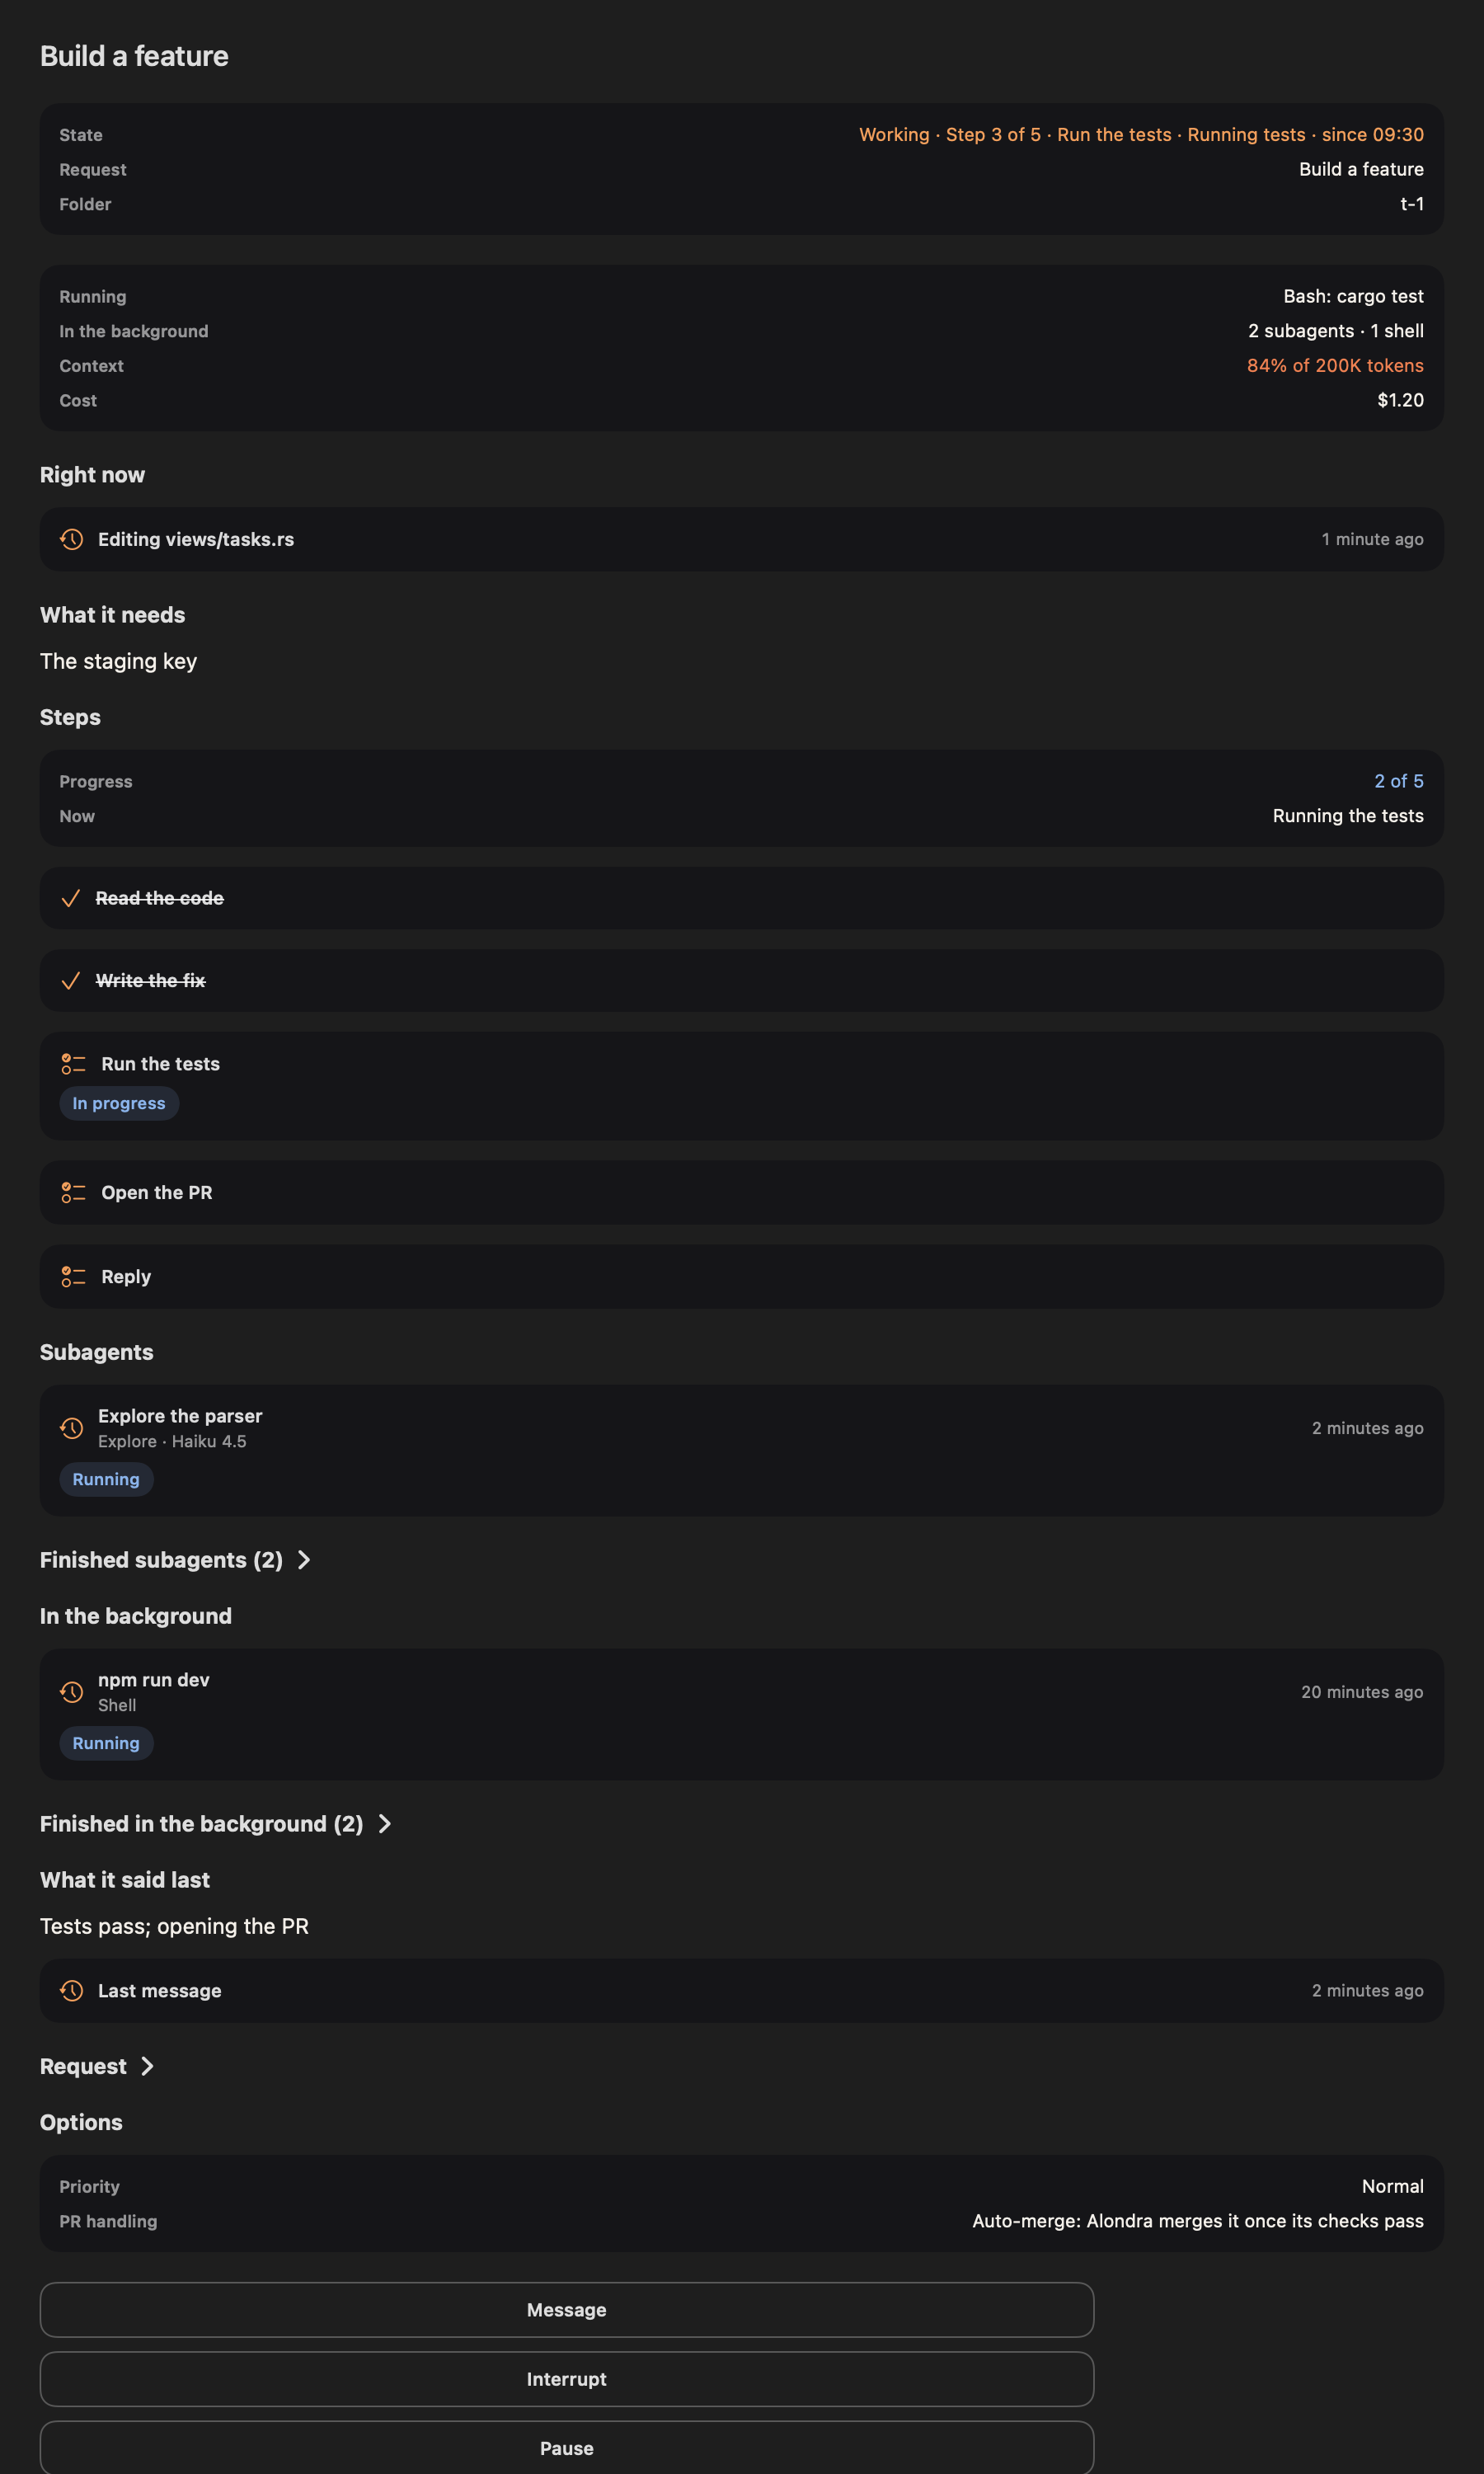 Build a feature
State
Working · Step 3 of 5 · Run the tests · Running tests · since 09:30
Request
Build a feature
Folder
t-1
Running
Bash: cargo test
In the background
2 subagents · 1 shell
Context
84% of 200K tokens
Cost
$1.20
Right now
Editing views/tasks.rs
1 minute ago
What it needs
The staging key
Steps
Progress
2 of 5
Now
Running the tests
Read the code
Write the fix
Run the tests
In progress
Open the PR
Reply
Subagents
Explore the parser
Explore · Haiku 4.5
2 minutes ago
Running
Finished subagents (2)
In the background
npm run dev
Shell
20 minutes ago
Running
Finished in the background (2)
What it said last
Tests pass; opening the PR
Last message
2 minutes ago
Request
Options
Priority
Normal
PR handling
Auto-merge: Alondra merges it once its checks pass
Message
Interrupt
Pause